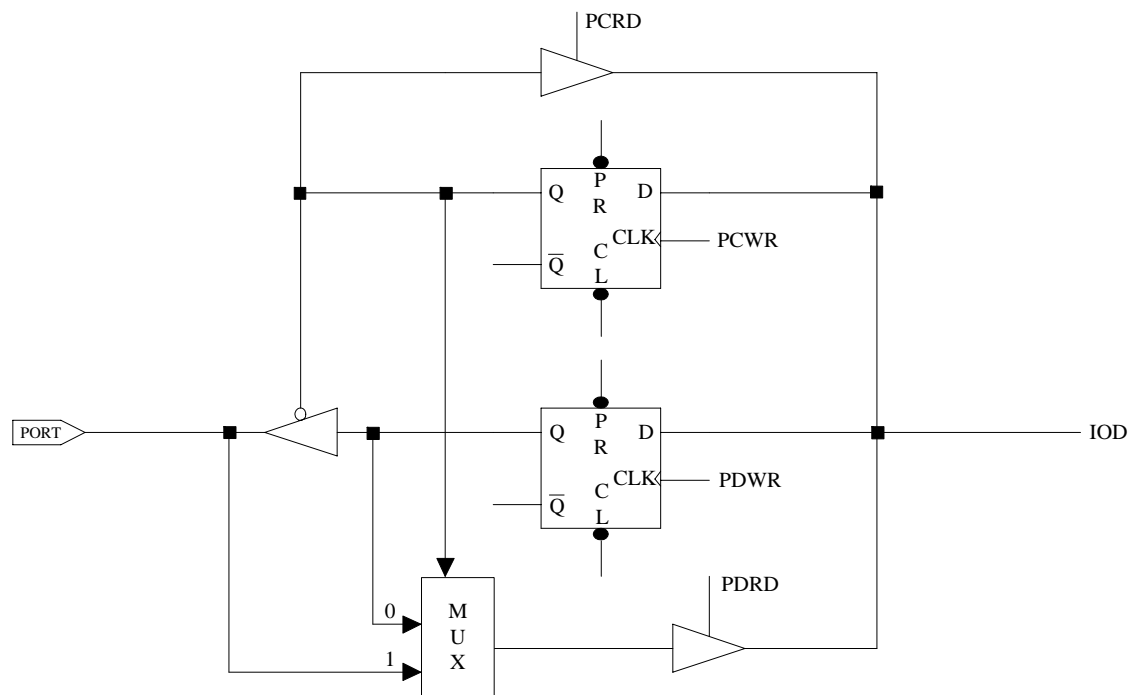 PCRD
Q P R D
CLK PCWR
Q̅ C L
PORT
Q P R D
IOD
CLK PDWR
Q̅ C L
PDRD
0 M U X
1